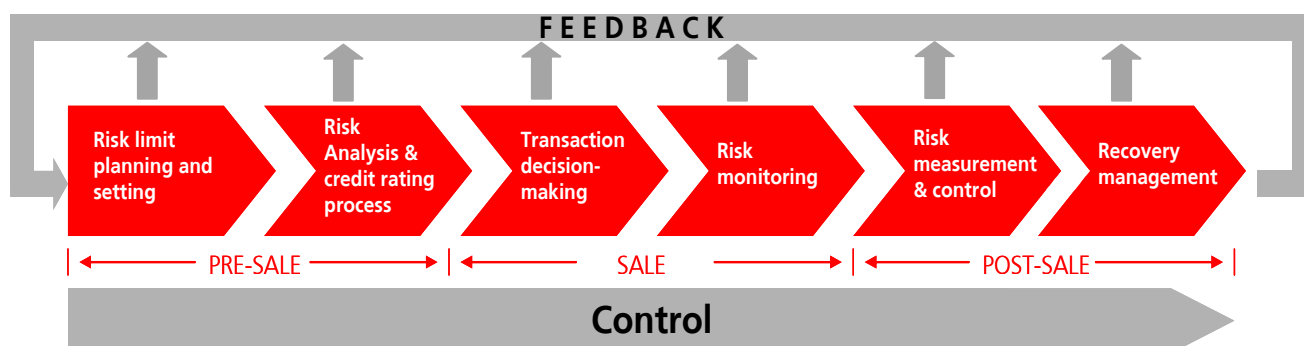 FEEDBACK
Risk limit
planning and
setting
Risk
Analysis &
credit rating
process
Transaction
decision-
making
Risk
monitoring
Risk
measurement
& control
Recovery
management
PRE-SALE
SALE
POST-SALE
Control